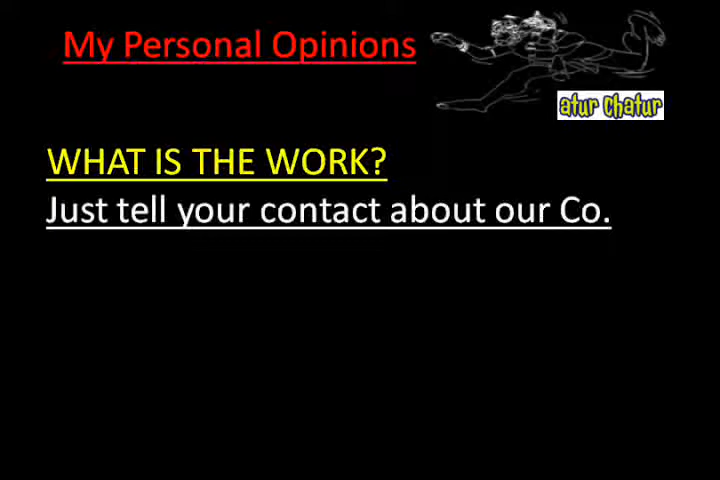 My Personal Opinions
atur Chatur
WHAT IS THE WORK?
Just tell your contact about our Co.